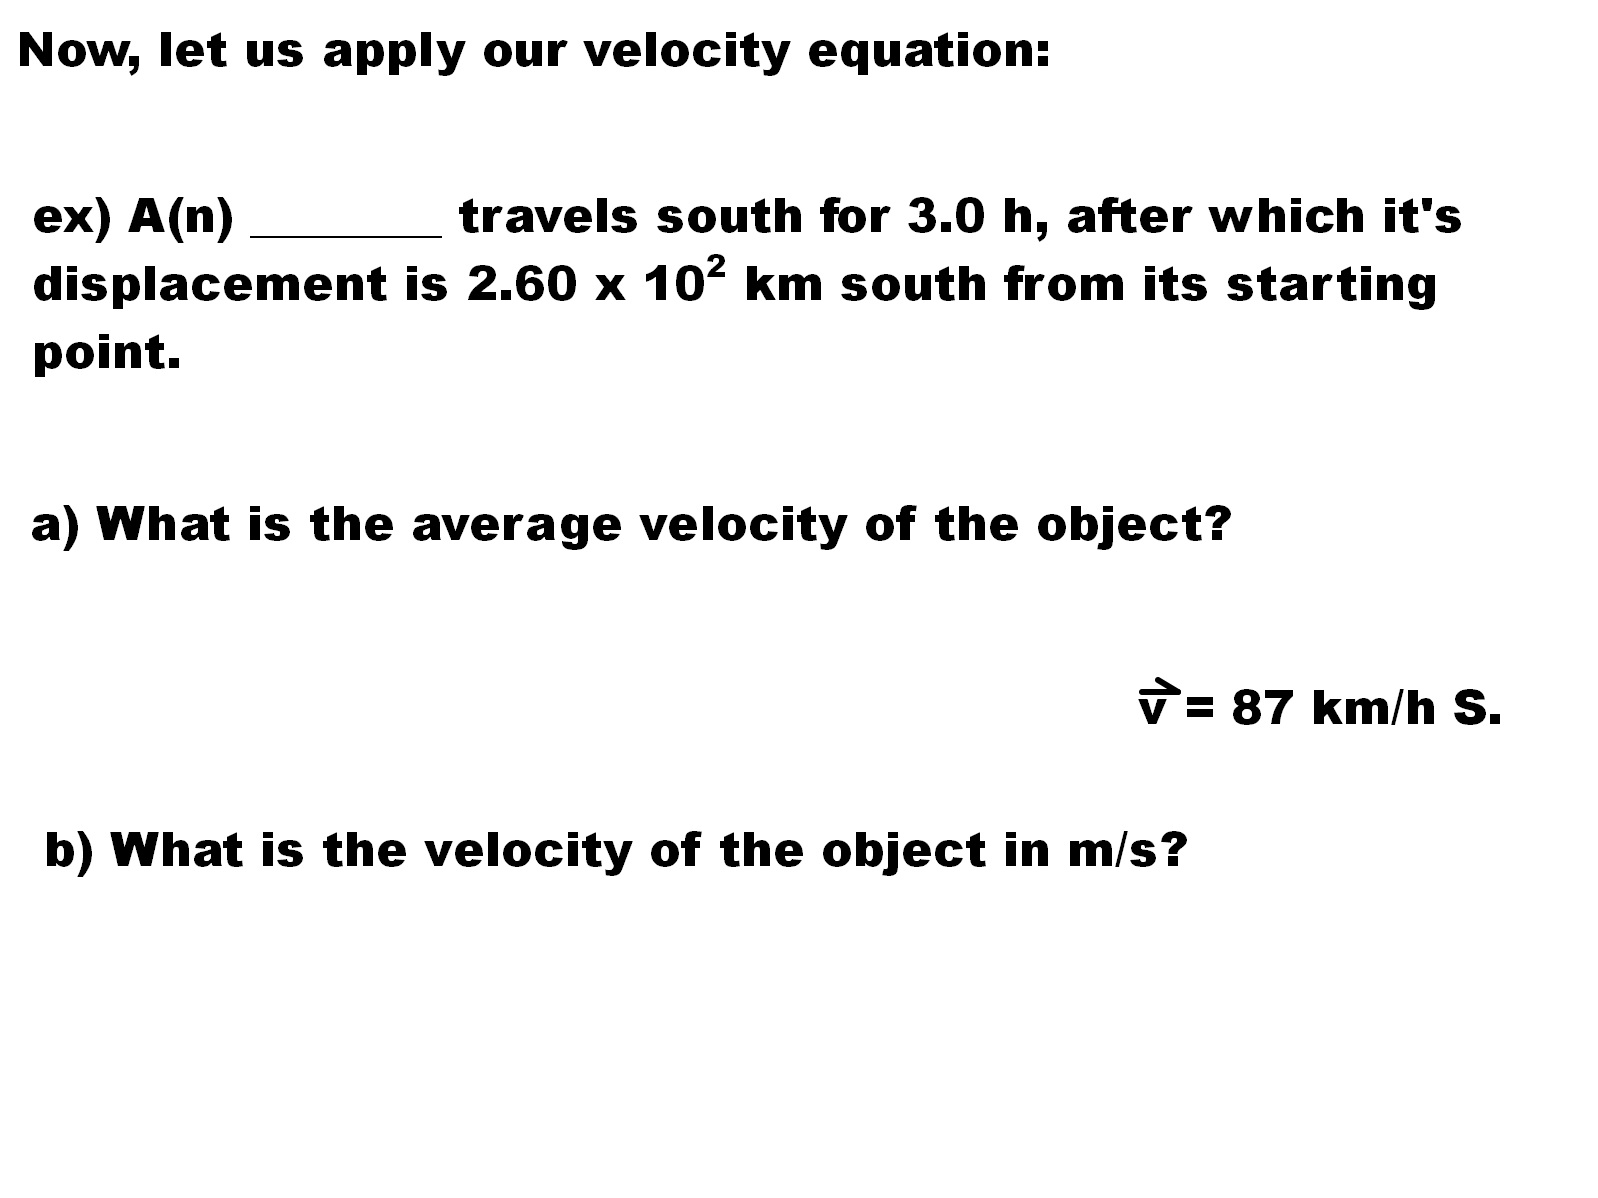 Now, let us apply our velocity equation:
ex) A(n) ________ travels south for 3.0 h, after which it's
displacement is 2.60 x 10² km south from its starting
point.
a) What is the average velocity of the object?
v⃗ = 87 km/h S.
b) What is the velocity of the object in m/s?